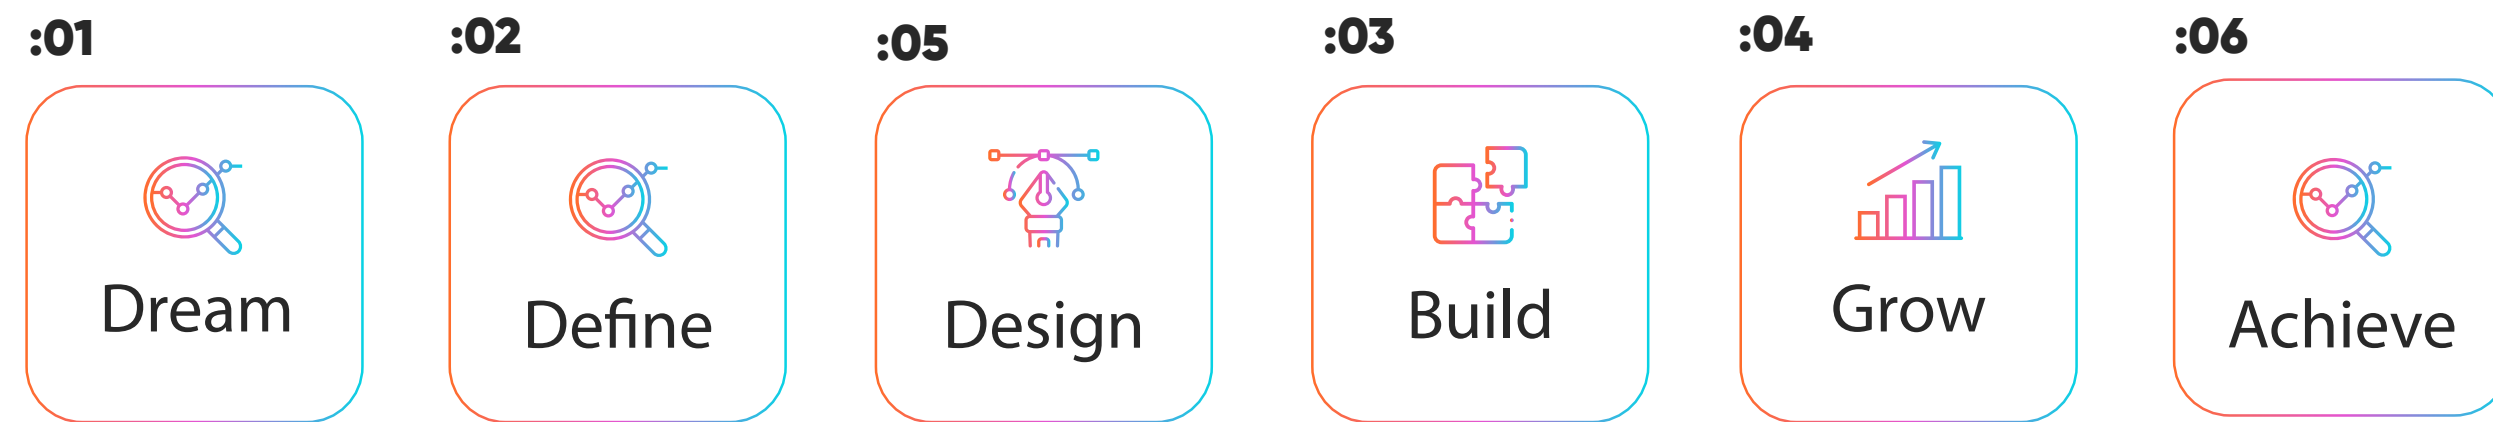 :01
:02
:05
:03
:04
:06
Dream
Define
Design
Build
Grow
Achieve